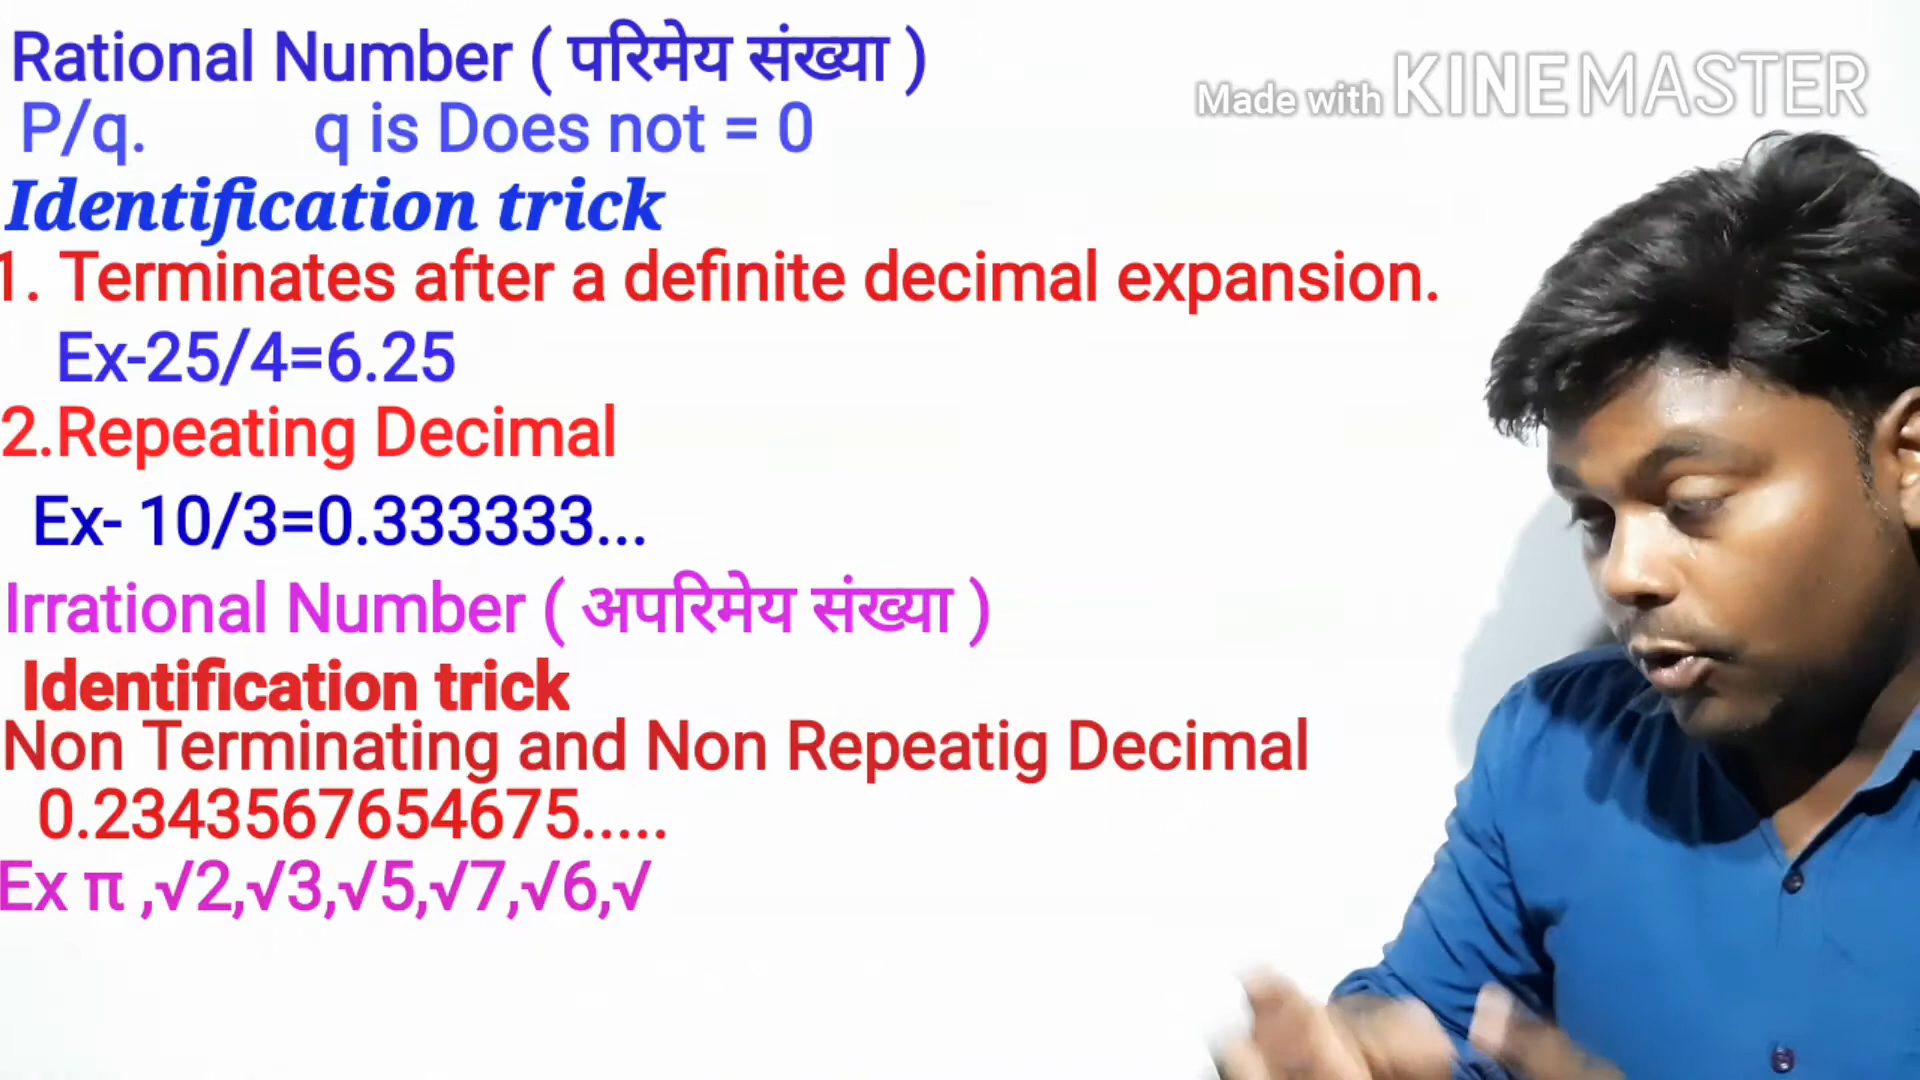 Rational Number ( परिमेय संख्या )
Made with KINEMASTER
P/q. q is Does not = 0
Identification trick
1. Terminates after a definite decimal expansion.
Ex-25/4=6.25
2.Repeating Decimal
Ex- 10/3=0.333333...
Irrational Number ( अपरिमेय संख्या )
Identification trick
Non Terminating and Non Repeatig Decimal
0.2343567654675.....
Ex π ,√2,√3,√5,√7,√6,√